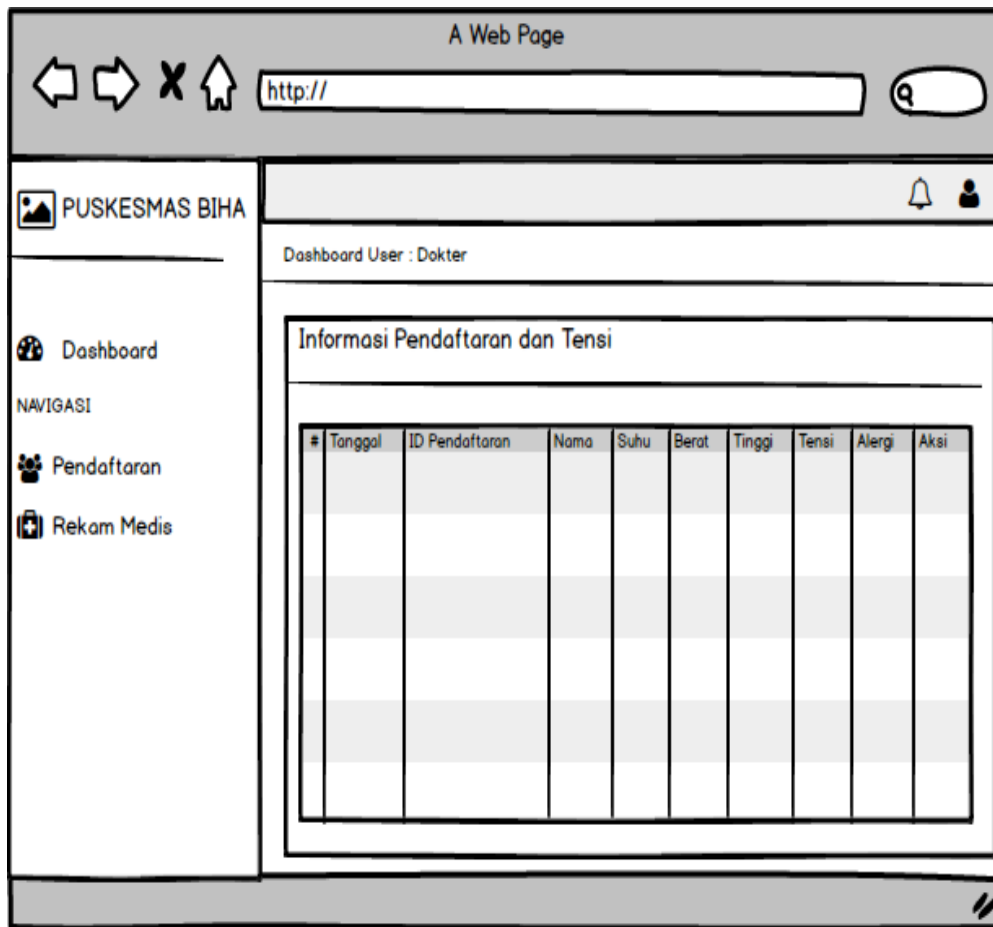 A Web Page
http://
PUSKESMAS BIHA
Dashboard User : Dokter
Dashboard
NAVIGASI
Pendaftaran
Rekam Medis
Informasi Pendaftaran dan Tensi
# Tanggal ID Pendaftaran Nama Suhu Berat Tinggi Tensi Alergi Aksi